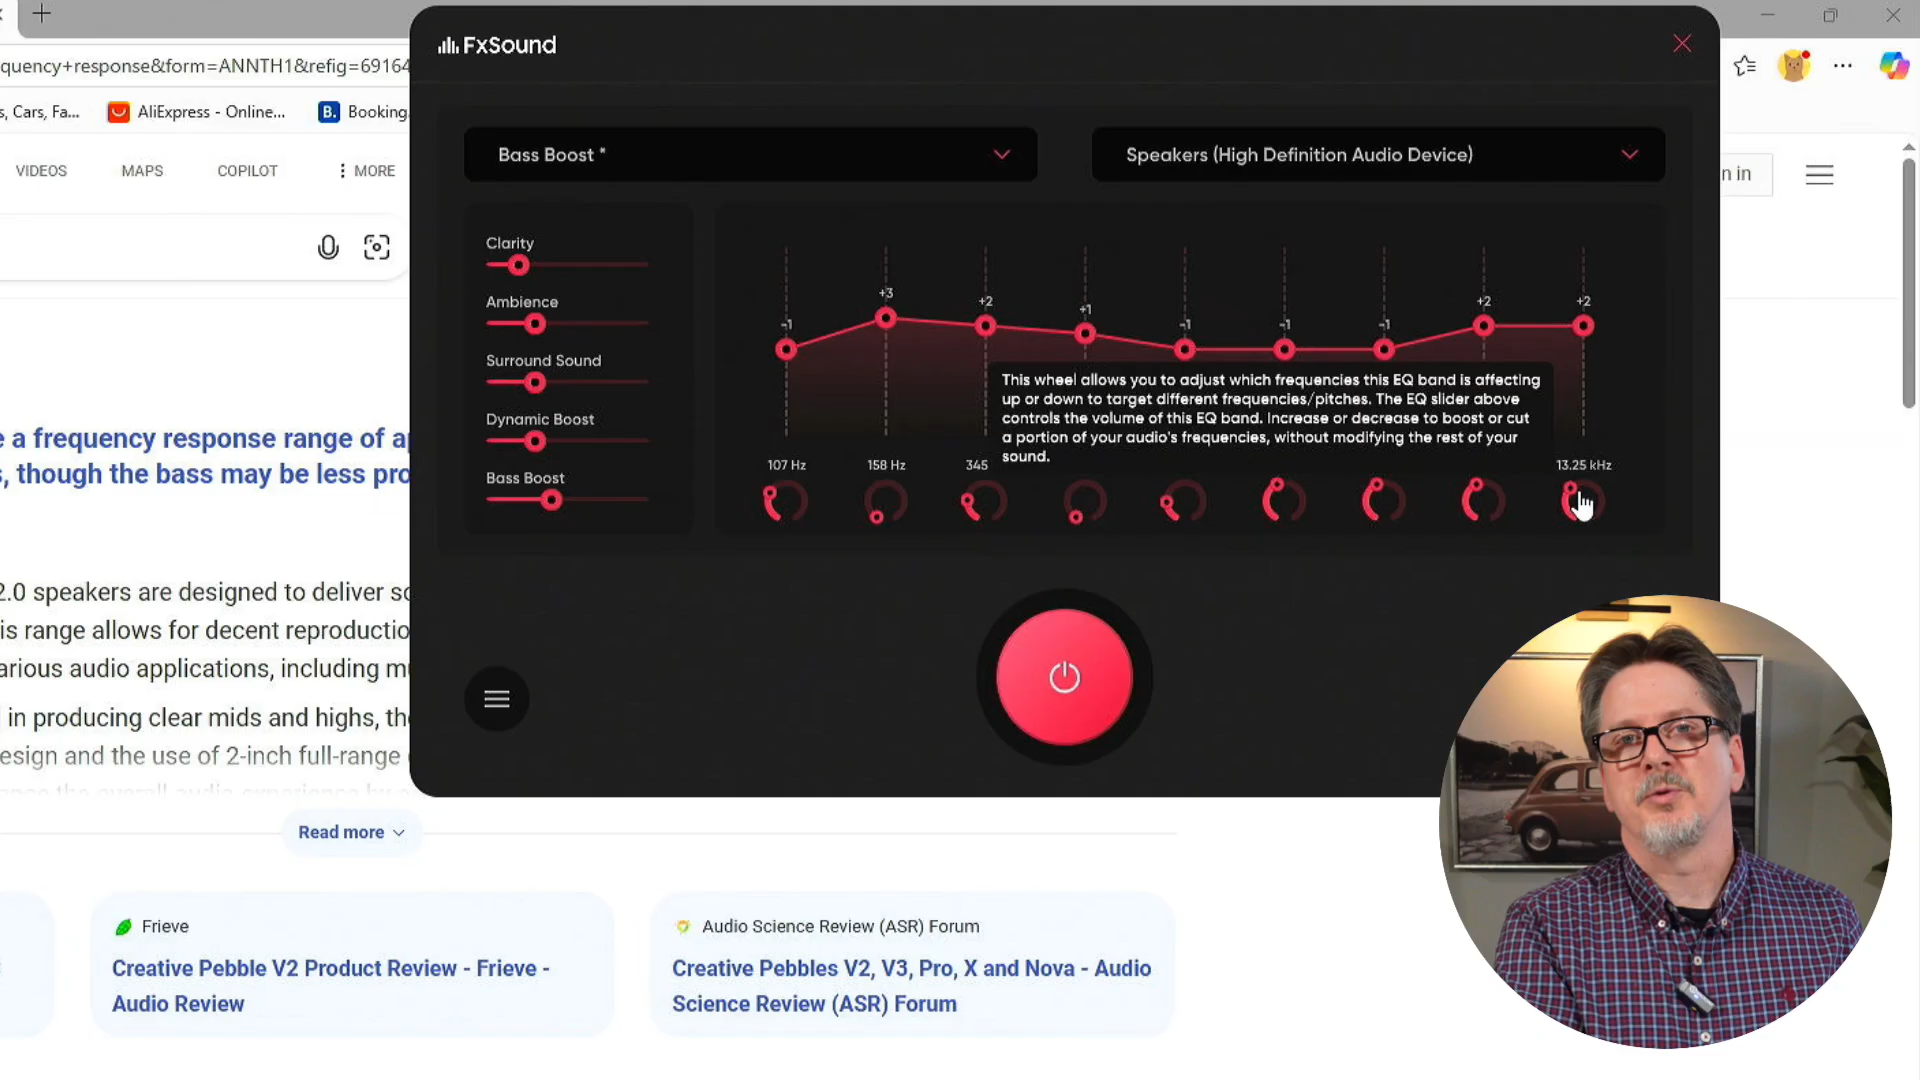 quency+response&form=ANNTH1&refig=69164
s, Cars, Fa...
AliExpress - Online...
B. Booking.
VIDEOS
MAPS
COPILOT
MORE
n in
FxSound
Bass Boost *
Speakers (High Definition Audio Device)
Clarity
Ambience
Surround Sound
Dynamic Boost
Bass Boost
-1
+3
+2
+1
-1
-1
-1
+2
+2
This wheel allows you to adjust which frequencies this EQ band is affecting
up or down to target different frequencies/pitches. The EQ slider above
controls the volume of this EQ band. Increase or decrease to boost or cut
a portion of your audio's frequencies, without modifying the rest of your
sound.
107 Hz
158 Hz
345
13.25 kHz
e a frequency response range of a
s, though the bass may be less pro
2.0 speakers are designed to deliver so
is range allows for decent reproductio
arious audio applications, including mu
in producing clear mids and highs, the
esign and the use of 2-inch full-range
Read more
Frieve
Creative Pebble V2 Product Review - Frieve -
Audio Review
Audio Science Review (ASR) Forum
Creative Pebbles V2, V3, Pro, X and Nova - Audio
Science Review (ASR) Forum